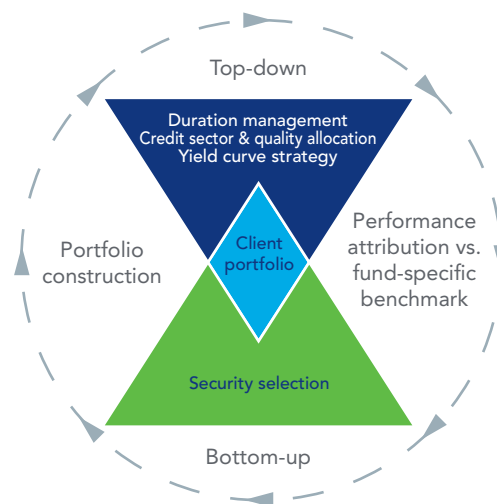 Top-down
Duration management
Credit sector & quality allocation
Yield curve strategy
Portfolio
construction
Client
portfolio
Performance
attribution vs.
fund-specific
benchmark
Security selection
Bottom-up